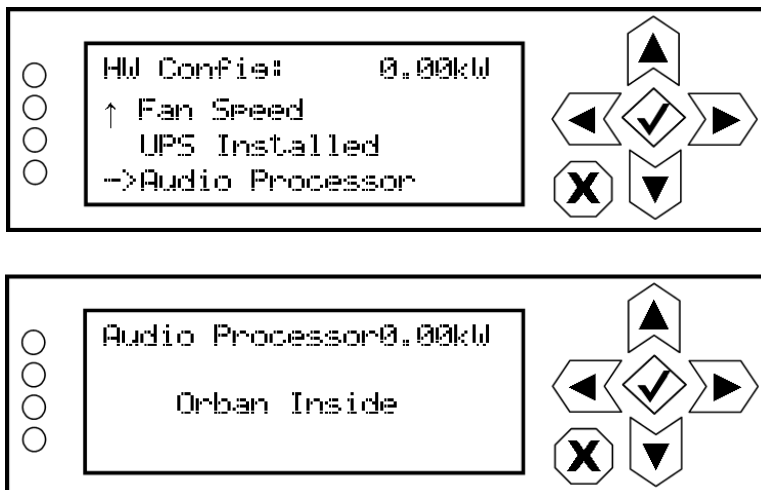 HW Config: 0.00kW
↑ Fan Speed
UPS Installed
->Audio Processor
X
Audio Processor0.00kW
Orban Inside
X